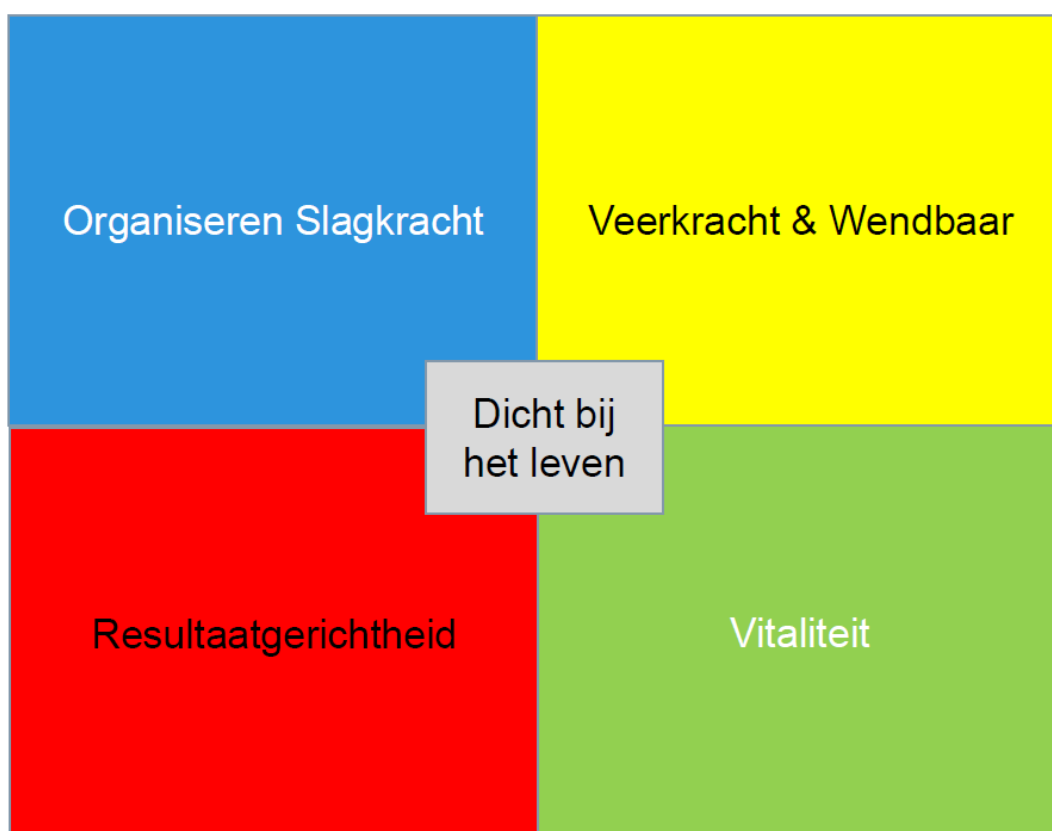 Organiseren Slagkracht
Veerkracht & Wendbaar
Dicht bij
het leven
Resultaatgerichtheid
Vitaliteit